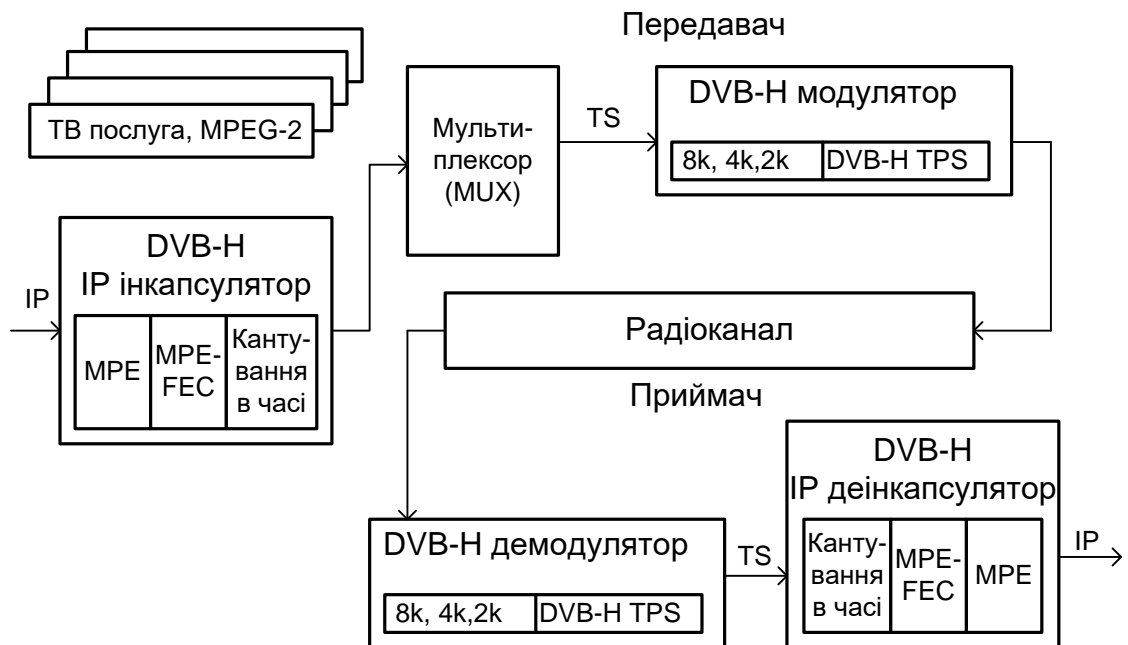 Передавач
ТВ послуга, MPEG-2
Мульти-
плексор
(MUX)
TS
DVB-H модулятор
8k, 4k,2k
DVB-H TPS
IP
DVB-H
IP інкапсулятор
MPE
MPE-
FEC
Канту-
вання
в часі
Радіоканал
Приймач
DVB-H демодулятор
8k, 4k,2k
DVB-H TPS
TS
DVB-H
IP деінкапсулятор
Канту-
вання
в часі
MPE-
FEC
MPE
IP